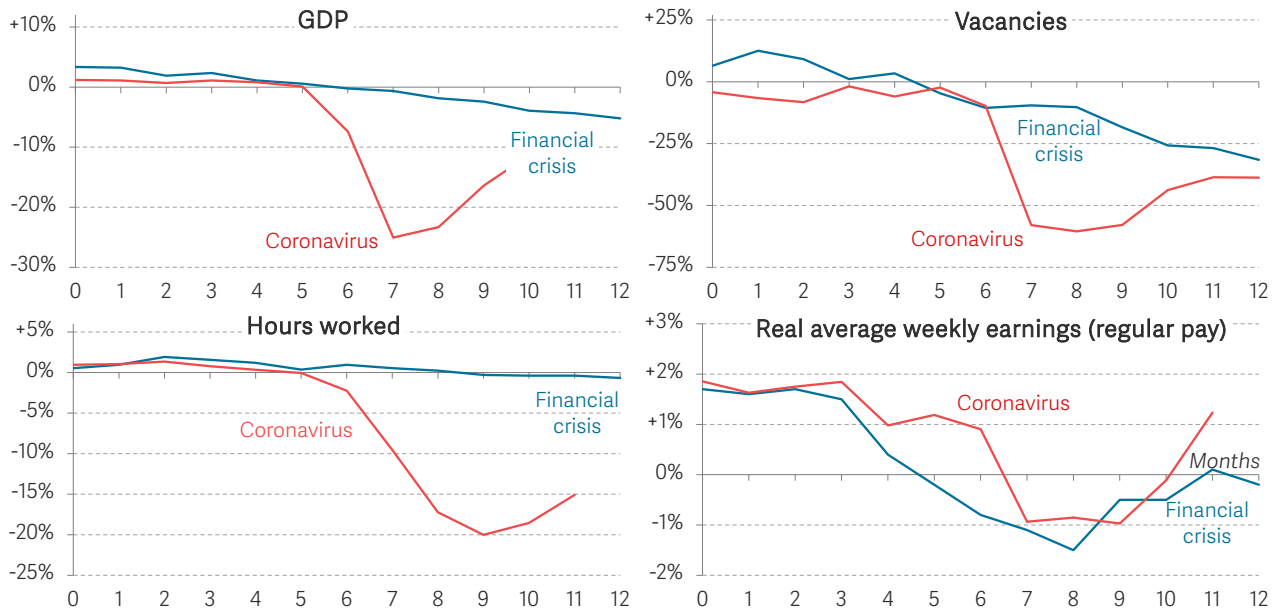 GDP
+10%
0%
-10%
-20%
-30%
Financial
crisis
Coronavirus
0 1 2 3 4 5 6 7 8 9 10 11 12
Vacancies
+25%
0%
-25%
-50%
-75%
Financial
crisis
Coronavirus
0 1 2 3 4 5 6 7 8 9 10 11 12
Hours worked
+5%
0%
-5%
-10%
-15%
-20%
-25%
Financial
crisis
Coronavirus
0 1 2 3 4 5 6 7 8 9 10 11 12
Real average weekly earnings (regular pay)
+3%
+2%
+1%
0%
-1%
-2%
Coronavirus
Months
Financial
crisis
0 1 2 3 4 5 6 7 8 9 10 11 12